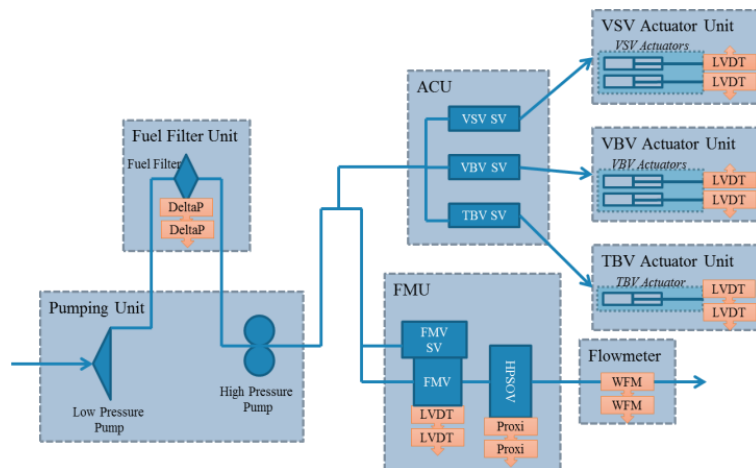 VSV Actuator Unit
VSV Actuators
LVDT
LVDT
ACU
VSV SV
VBV SV
TBV SV
Fuel Filter Unit
Fuel Filter
DeltaP
DeltaP
VBV Actuator Unit
VBV Actuators
LVDT
LVDT
TBV Actuator Unit
TBV Actuator
LVDT
LVDT
Pumping Unit
Low Pressure
Pump
High Pressure
Pump
FMU
FMV
SV
FMV
LVDT
LVDT
HPSOV
Proxi
Proxi
Flowmeter
WFM
WFM